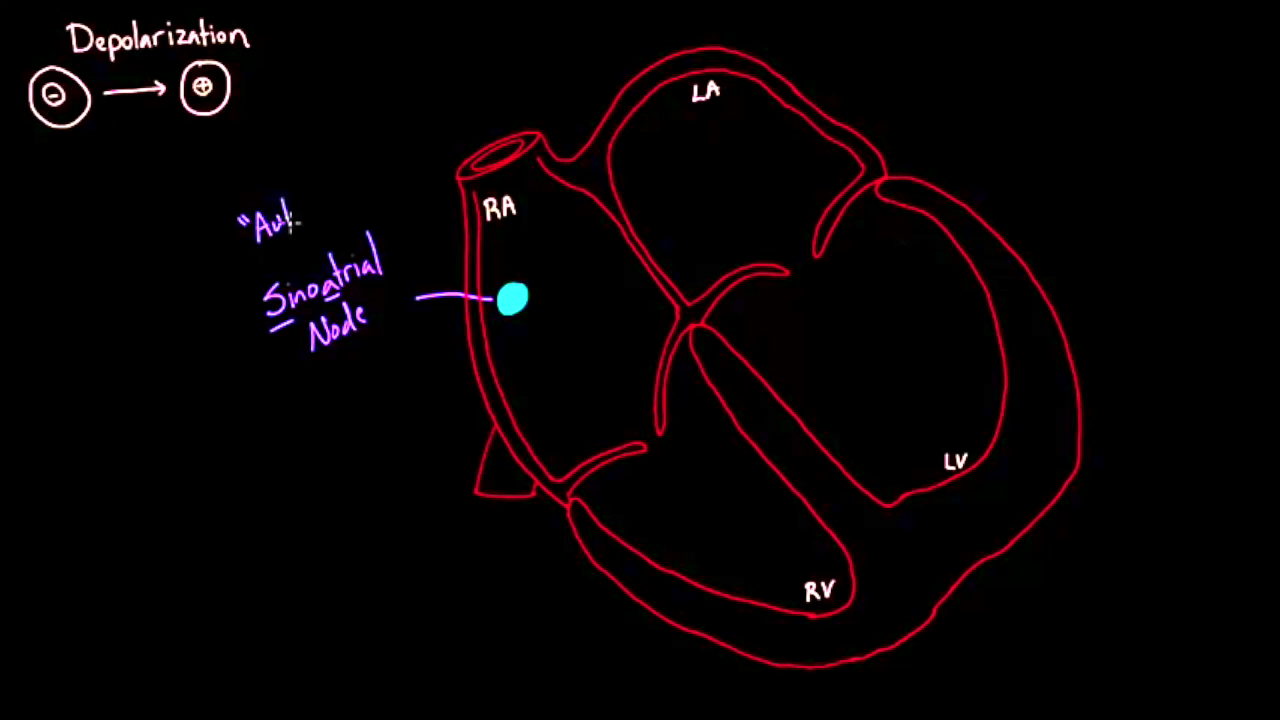 Depolarization
- → +
LA
RA
"Aut
Sinoatrial
Node
LV
RV